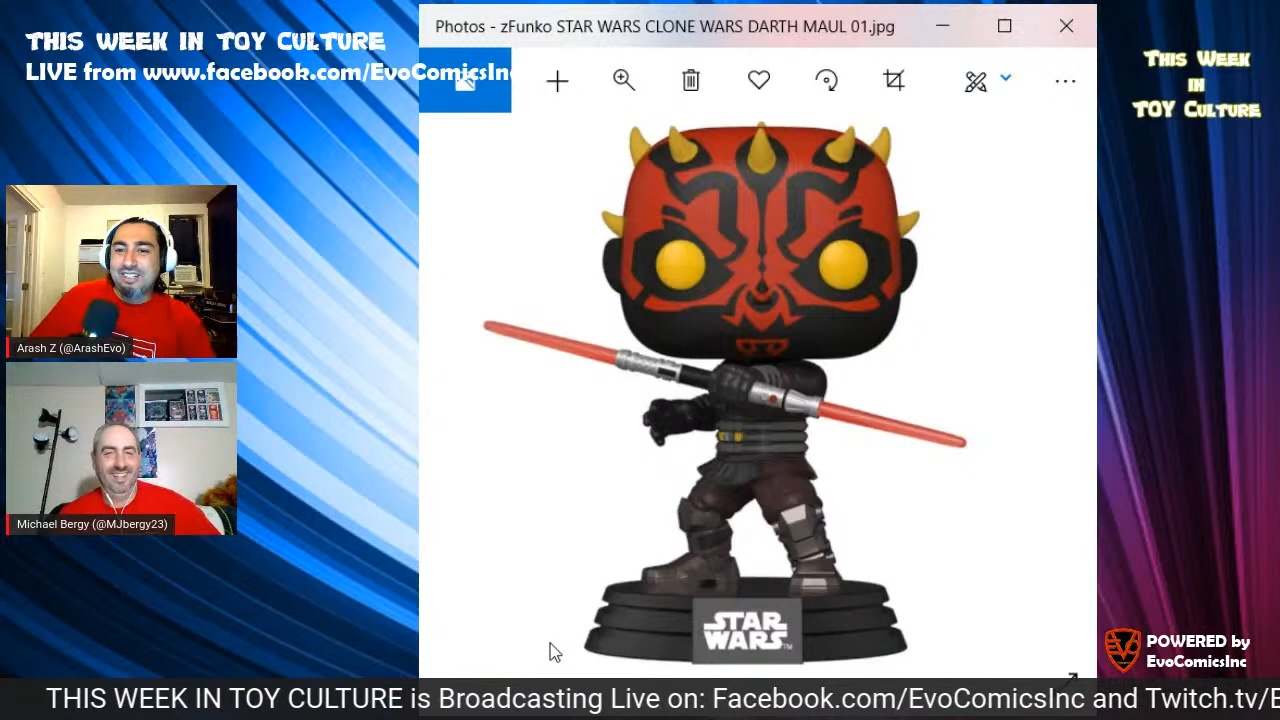 THIS WEEK IN TOY CULTURE
LIVE from www.facebook.com/EvoComicsInc
Photos - zFunko STAR WARS CLONE WARS DARTH MAUL 01.jpg
This Week
in
TOY Culture
Arash Z (@ArashEvo)
Michael Bergy (@MJbergy23)
STAR
WARS
TM
POWERED by
EvoComicsInc
THIS WEEK IN TOY CULTURE is Broadcasting Live on: Facebook.com/EvoComicsInc and Twitch.tv/E